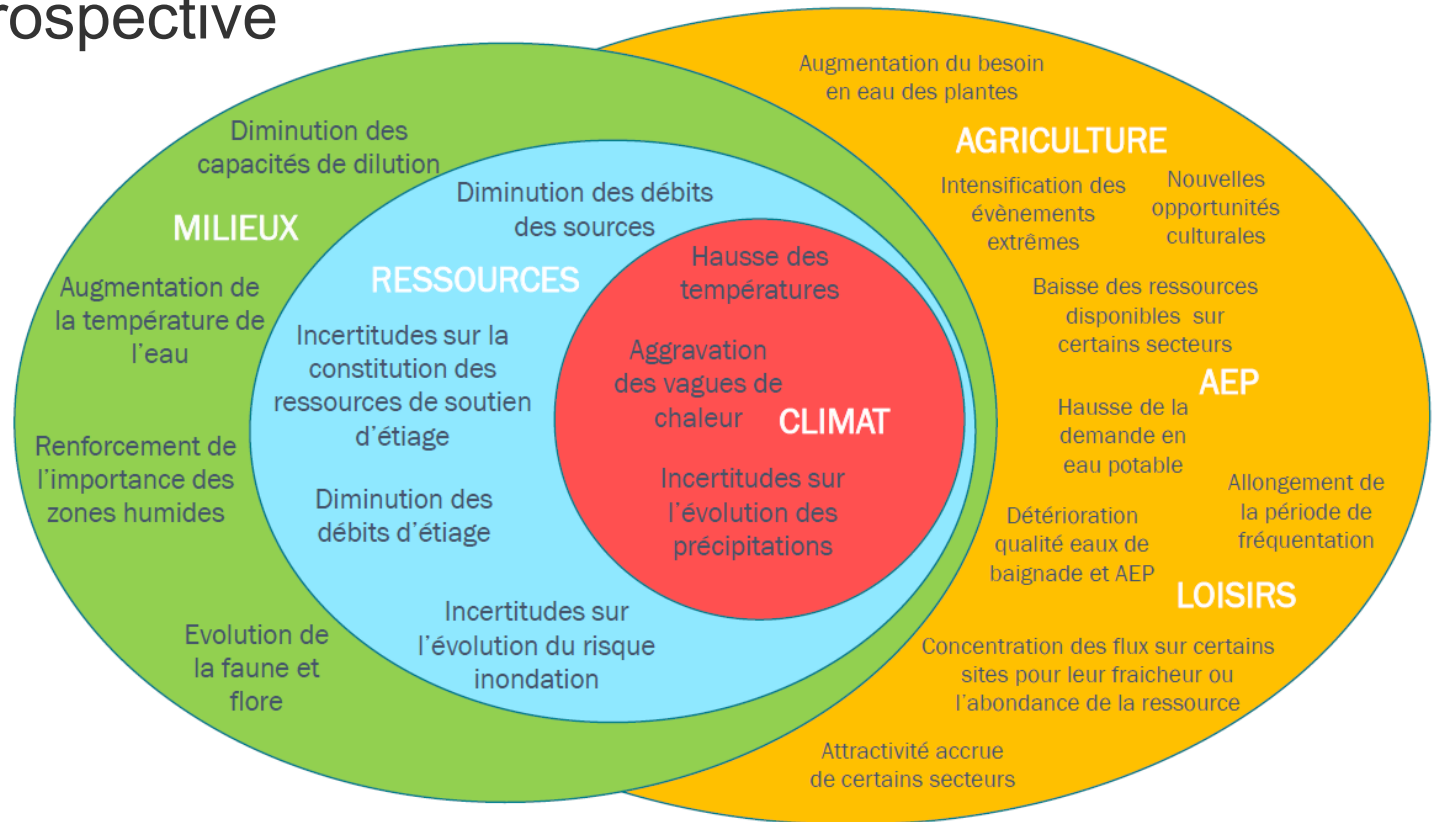 rospective
Diminution des
capacités de dilution
MILIEUX
Augmentation de
la température de
l'eau
Renforcement de
l'importance des
zones humides
Evolution de
la faune et
flore
Diminution des débits
des sources
RESSOURCES
Incertitudes sur la
constitution des
ressources de soutien
d'étiage
Diminution des
débits d'étiage
Incertitudes sur
l'évolution du risque
inondation
Hausse des
températures
Aggravation
des vagues de
chaleur
CLIMAT
Incertitudes sur
l'évolution des
précipitations
Augmentation du besoin
en eau des plantes
AGRICULTURE
Intensification des
évènements
extrêmes
Nouvelles
opportunités
culturales
Baisse des ressources
disponibles sur
certains secteurs
AEP
Hausse de la
demande en
eau potable
Allongement de
la période de
fréquentation
Détérioration
qualité eaux de
baignade et AEP
LOISIRS
Concentration des flux sur certains
sites pour leur fraicheur ou
l'abondance de la ressource
Attractivité accrue
de certains secteurs